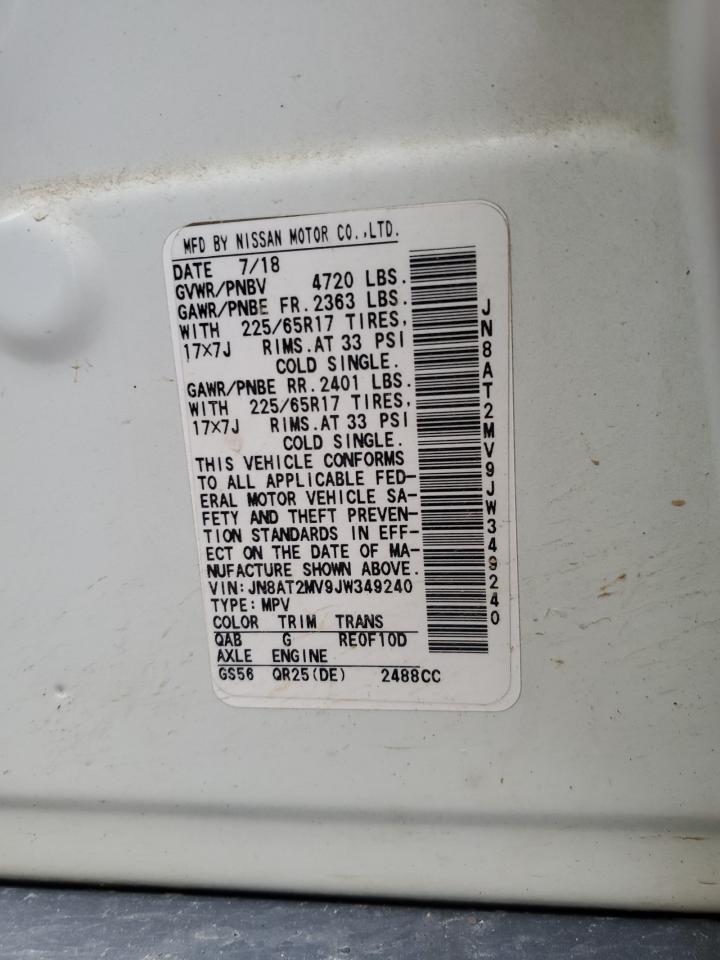 MFD BY NISSAN MOTOR CO.,LTD.
DATE 7/18
GVWR/PNBV 4720 LBS.
GAWR/PNBE FR.2363 LBS.
WITH 225/65R17 TIRES,
17X7J RIMS.AT 33 PSI
COLD SINGLE.
GAWR/PNBE RR.2401 LBS.
WITH 225/65R17 TIRES,
17X7J RIMS.AT 33 PSI
COLD SINGLE.
THIS VEHICLE CONFORMS
TO ALL APPLICABLE FED-
ERAL MOTOR VEHICLE SA-
FETY AND THEFT PREVEN-
TION STANDARDS IN EFF-
ECT ON THE DATE OF MA-
NUFACTURE SHOWN ABOVE.
VIN:JN8AT2MV9JW349240
TYPE:MPV
COLOR TRIM TRANS
QAB G RE0F10D
AXLE ENGINE
GS56 QR25(DE) 2488CC
JN8AT2MV9JW349240